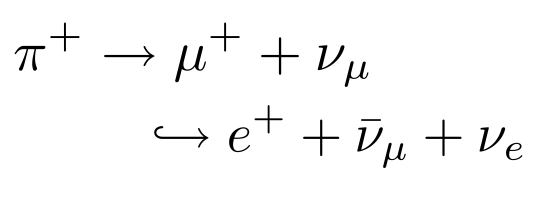 π⁺ → μ⁺ + ν_μ
↪ e⁺ + ν̄_μ + ν_e